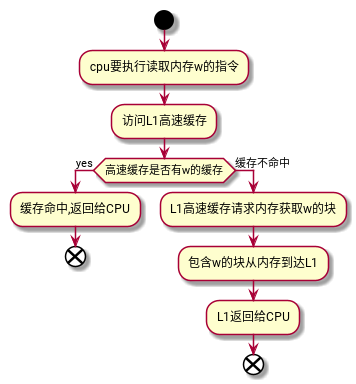 cpu要执行读取内存w的指令
访问L1高速缓存
高速缓存是否有w的缓存
yes
缓存不命中
缓存命中,返回给CPU
L1高速缓存请求内存获取w的块
包含w的块从内存到达L1
L1返回给CPU